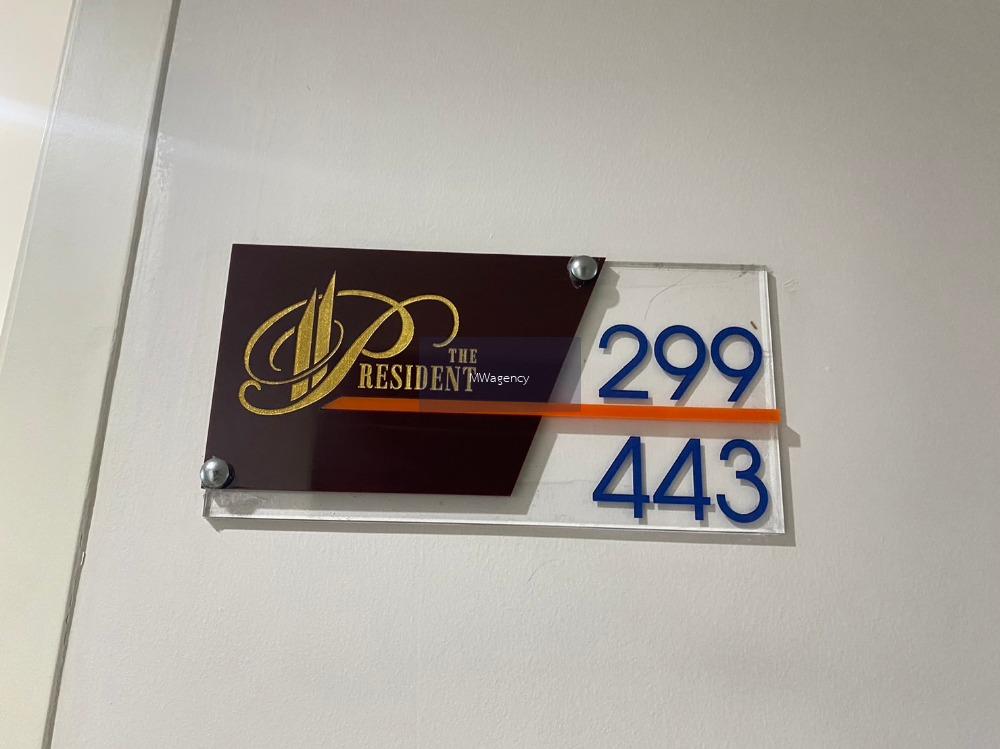 THE
PRESIDENT
MWagency
299
443